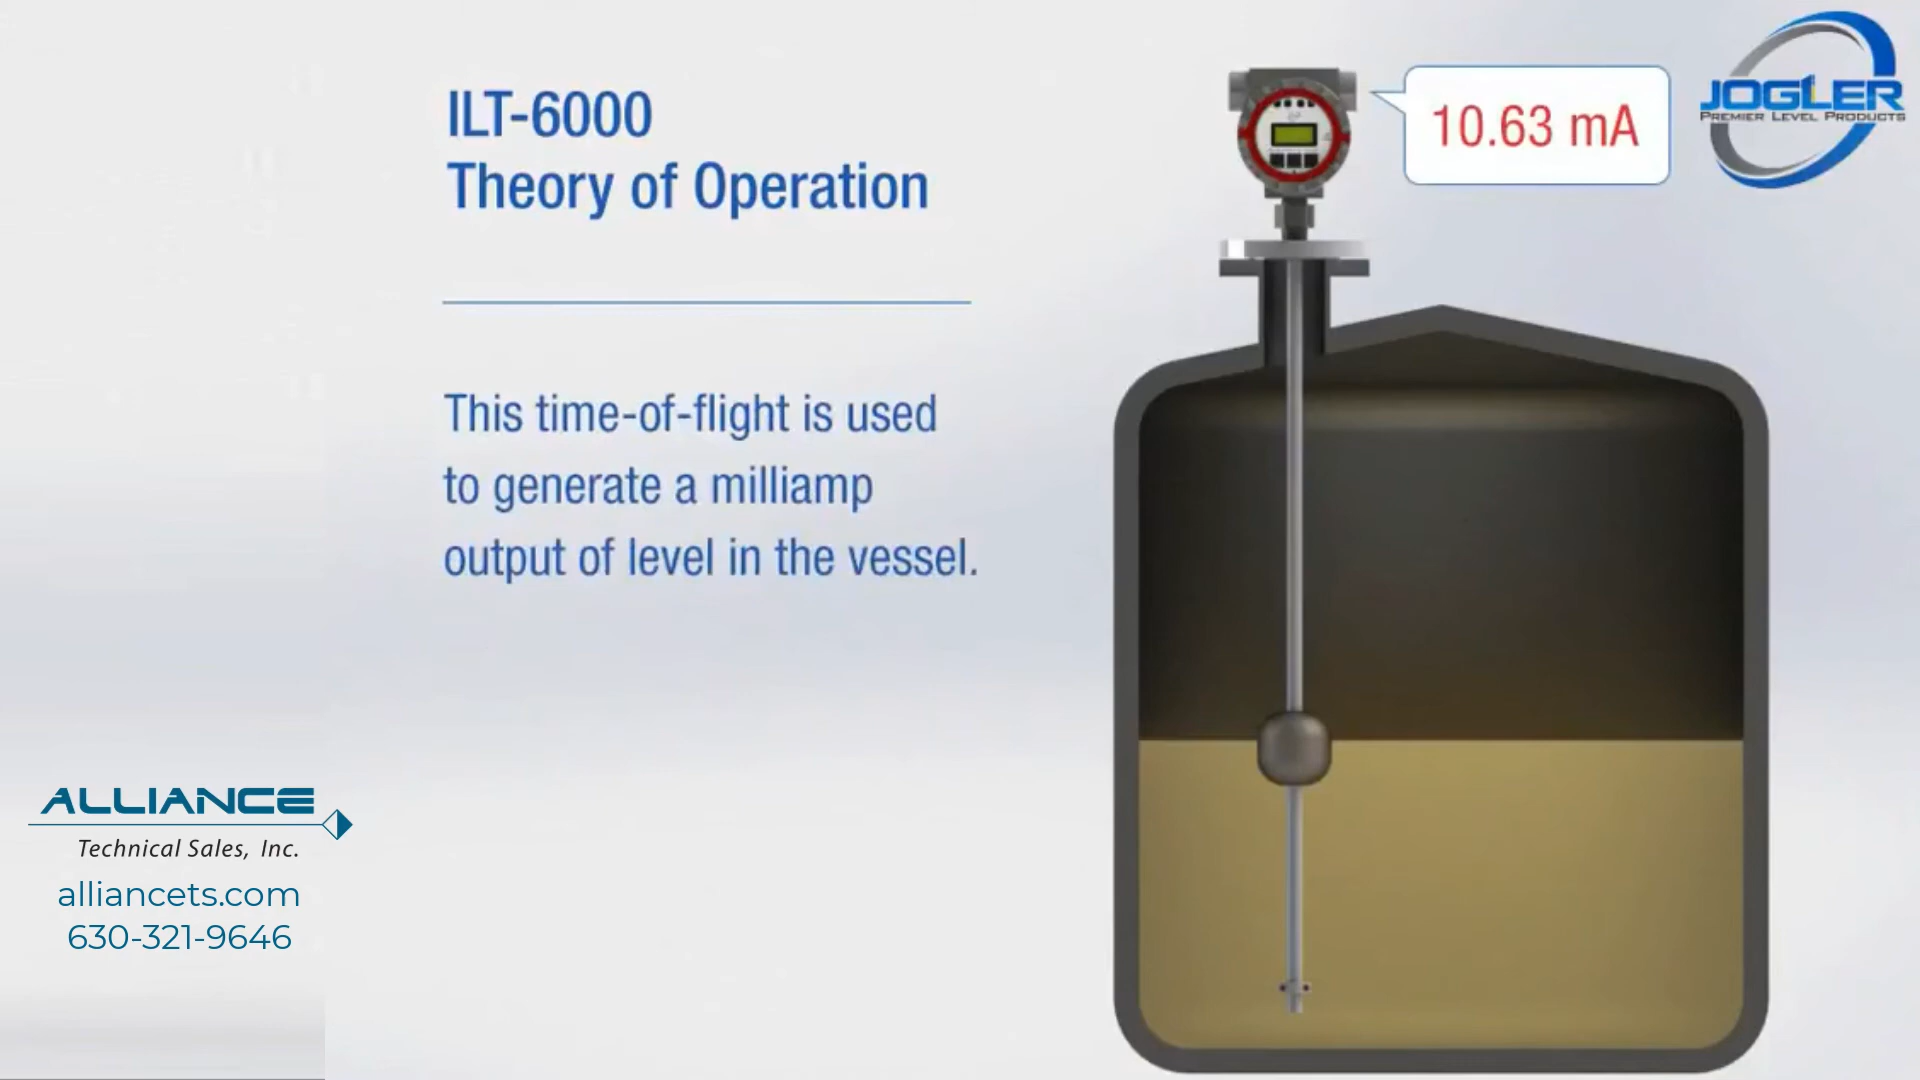 ILT-6000
Theory of Operation
This time-of-flight is used
to generate a milliamp
output of level in the vessel.
10.63 mA
JOGLER
PREMIER LEVEL PRODUCTS
ALLIANCE
Technical Sales, Inc.
alliancets.com
630-321-9646